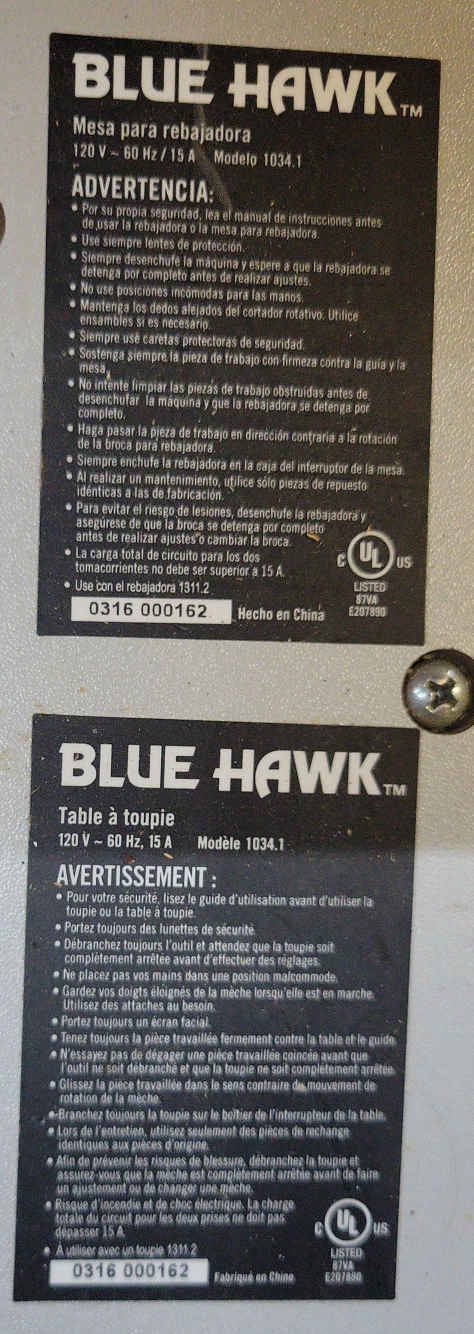 BLUE HAWK™
Mesa para rebajadora
120 V ~ 60 Hz / 15 A Modelo 1034.1
ADVERTENCIA:
• Por su propia seguridad, lea el manual de instrucciones antes
de usar la rebajadora o la mesa para rebajadora.
• Use siempre lentes de protección.
• Siempre desenchufe la máquina y espere a que la rebajadora se
detenga por completo antes de realizar ajustes.
• No use posiciones incómodas para las manos.
• Mantenga los dedos alejados del cortador rotativo. Utilice
ensambles si es necesario.
• Siempre use caretas protectoras de seguridad.
• Sostenga siempre la pieza de trabajo con firmeza contra la guía y la
mesa.
• No intente limpiar las piezas de trabajo obstruidas antes de
desenchufar la máquina y que la rebajadora se detenga por
completo.
• Haga pasar la pieza de trabajo en dirección contraria a la rotación
de la broca para rebajadora.
• Siempre enchufe la rebajadora en la caja del interruptor de la mesa.
• Al realizar un mantenimiento, utilice sólo piezas de repuesto
idénticas a las de fabricación.
• Para evitar el riesgo de lesiones, desenchufe la rebajadora y
asegúrese de que la broca se detenga por completo
antes de realizar ajustes o cambiar la broca.
• La carga total de circuito para los dos
tomacorrientes no debe ser superior a 15 A.
• Use con el rebajadora 1311.2
C UL US
LISTED
87VA
E207890
0316 000162 Hecho en China
BLUE HAWK™
Table à toupie
120 V ~ 60 Hz, 15 A Modèle 1034.1
AVERTISSEMENT :
• Pour votre sécurité, lisez le guide d'utilisation avant d'utiliser la
toupie ou la table à toupie.
• Portez toujours des lunettes de sécurité.
• Débranchez toujours l'outil et attendez que la toupie soit
complètement arrêtée avant d'effectuer des réglages.
• Ne placez pas vos mains dans une position malcommode.
• Gardez vos doigts éloignés de la mèche lorsqu'elle est en marche.
Utilisez des attaches au besoin.
• Portez toujours un écran facial.
• Tenez toujours la pièce travaillée fermement contre la table et le guide.
• N'essayez pas de dégager une pièce travaillée coincée avant que
l'outil ne soit débranché et que la toupie ne soit complètement arrêtée.
• Glissez la pièce travaillée dans le sens contraire du mouvement de
rotation de la mèche.
• Branchez toujours la toupie sur le boîtier de l'interrupteur de la table.
• Lors de l'entretien, utilisez seulement des pièces de rechange
identiques aux pièces d'origine.
• Afin de prévenir les risques de blessure, débranchez la toupie et
assurez-vous que la mèche est complètement arrêtée avant de faire
un ajustement ou de changer une mèche.
• Risque d'incendie et de choc électrique. La charge
totale du circuit pour les deux prises ne doit pas
dépasser 15 A.
• À utiliser avec un toupie 1311.2
C UL US
LISTED
87VA
E207890
0316 000162 Fabriqué en Chine